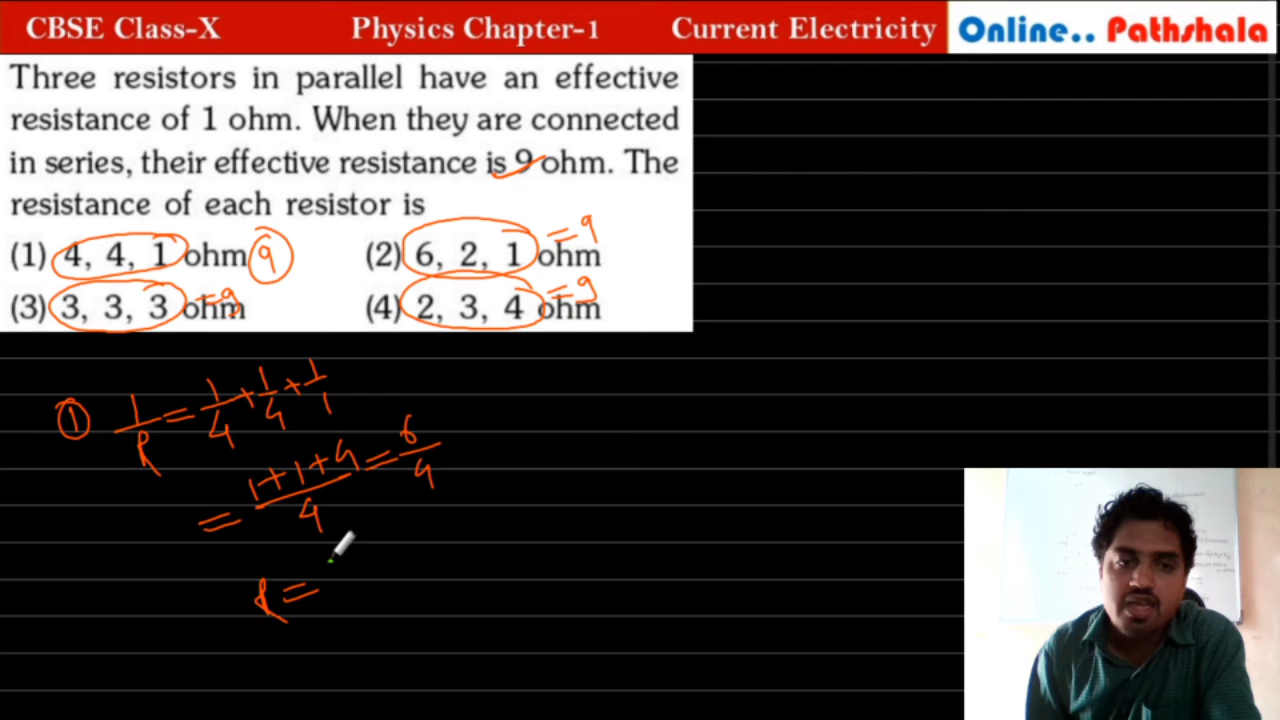 CBSE Class-X Physics Chapter-1 Current Electricity Online.. Pathshala
Three resistors in parallel have an effective
resistance of 1 ohm. When they are connected
in series, their effective resistance is 9 ohm. The
resistance of each resistor is
(1) 4, 4, 1 ohm 9 (2) 6, 2, 1 ohm =9
(3) 3, 3, 3 ohm =9 (4) 2, 3, 4 ohm =9
① 1/R = 1/4 + 1/4 + 1/1
= 1+1+4/4 = 6/4
R =